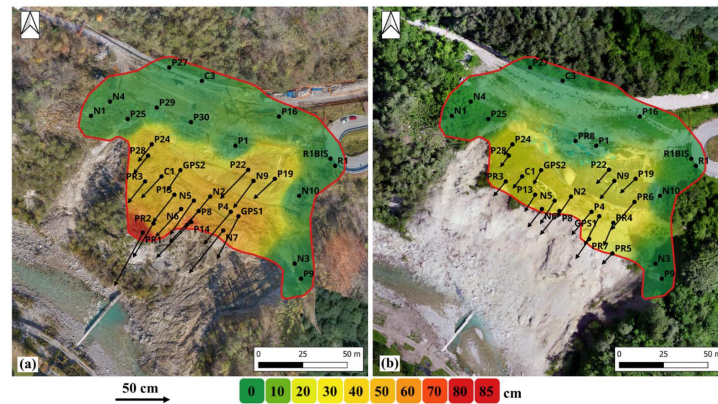 P27
C3
N4
N1
P25
P29
P30
P16
P24
P28
P1
R1BIS
R1
PR3
C1
GPS2
P22
N9
P19
P13
N5
N2
N10
PR2
N6
P8
P4
GPS1
PR1
P14
N7
N3
P9
(a)
0 25 50 m
P27
C3
N4
N1
P25
P16
PR8
P1
P24
P28
R1BIS
R1
PR3
C1
GPS2
P22
N9
P19
P13
N5
N2
PR6
N10
N6
P8
P4
GPS1
PR4
PR7
PR5
N3
P9
(b)
0 25 50 m
50 cm
0 10 20 30 40 50 60 70 80 85 cm